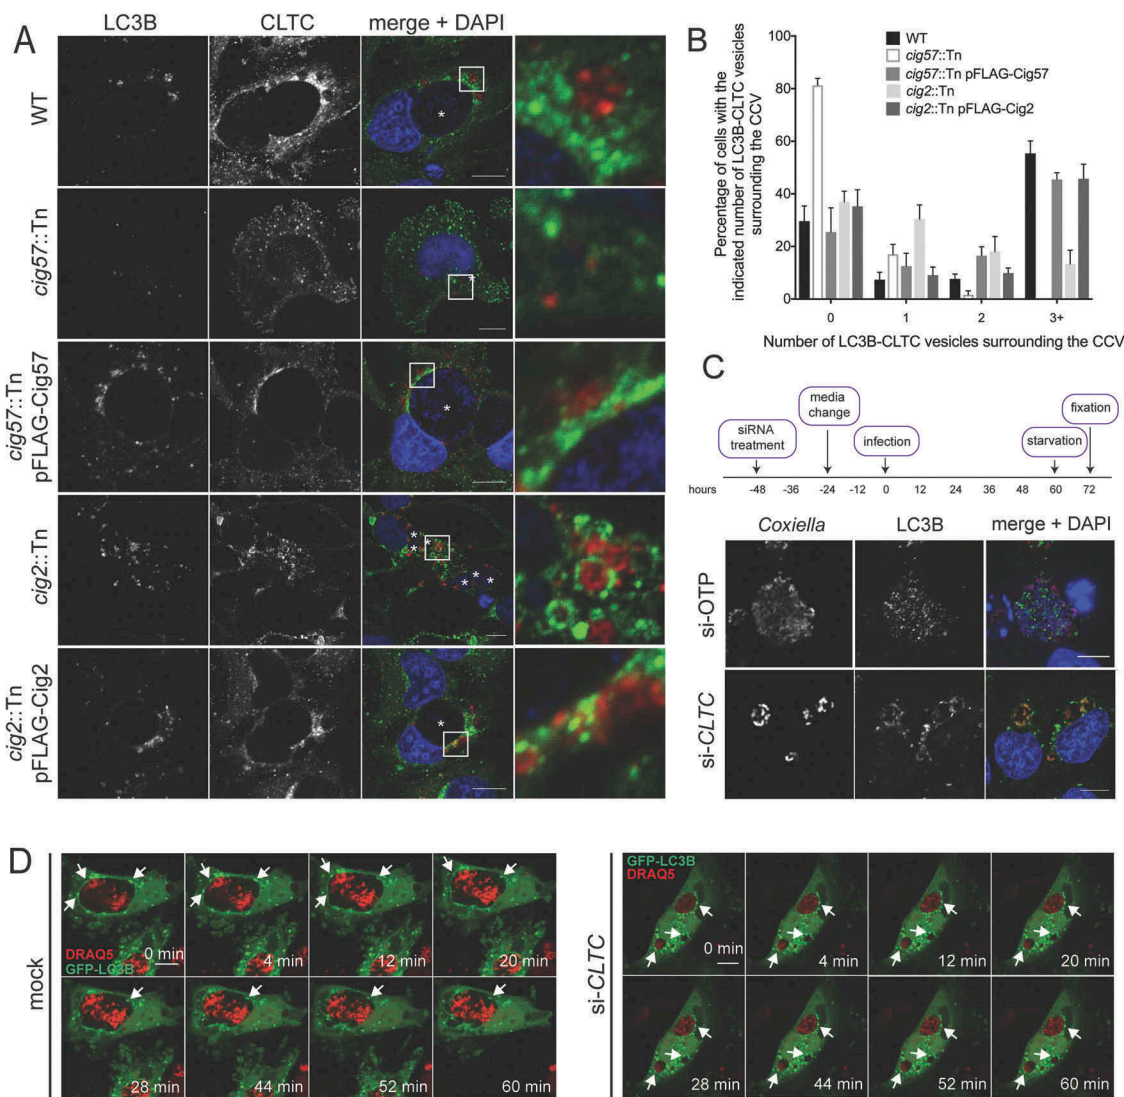 A
LC3B
CLTC
merge + DAPI
WT
*
cig57::Tn
*
cig57::Tn
pFLAG-Cig57
*
cig2::Tn
* * * * * *
cig2::Tn
pFLAG-Cig2
*
B
Percentage of cells with the
indicated number of LC3B-CLTC vesicles
surrounding the CCV
100
80
60
40
20
0
WT
cig57::Tn
cig57::Tn pFLAG-Cig57
cig2::Tn
cig2::Tn pFLAG-Cig2
0 1 2 3+
Number of LC3B-CLTC vesicles surrounding the CCV
C
siRNA
treatment
media
change
infection
starvation
fixation
hours -48 -36 -24 -12 0 12 24 36 48 60 72
Coxiella
LC3B
merge + DAPI
si-OTP
si-CLTC
D
mock
DRAQ5
GFP-LC3B
0 min
4 min
12 min
20 min
28 min
44 min
52 min
60 min
si-CLTC
GFP-LC3B
DRAQ5
0 min
4 min
12 min
20 min
28 min
44 min
52 min
60 min